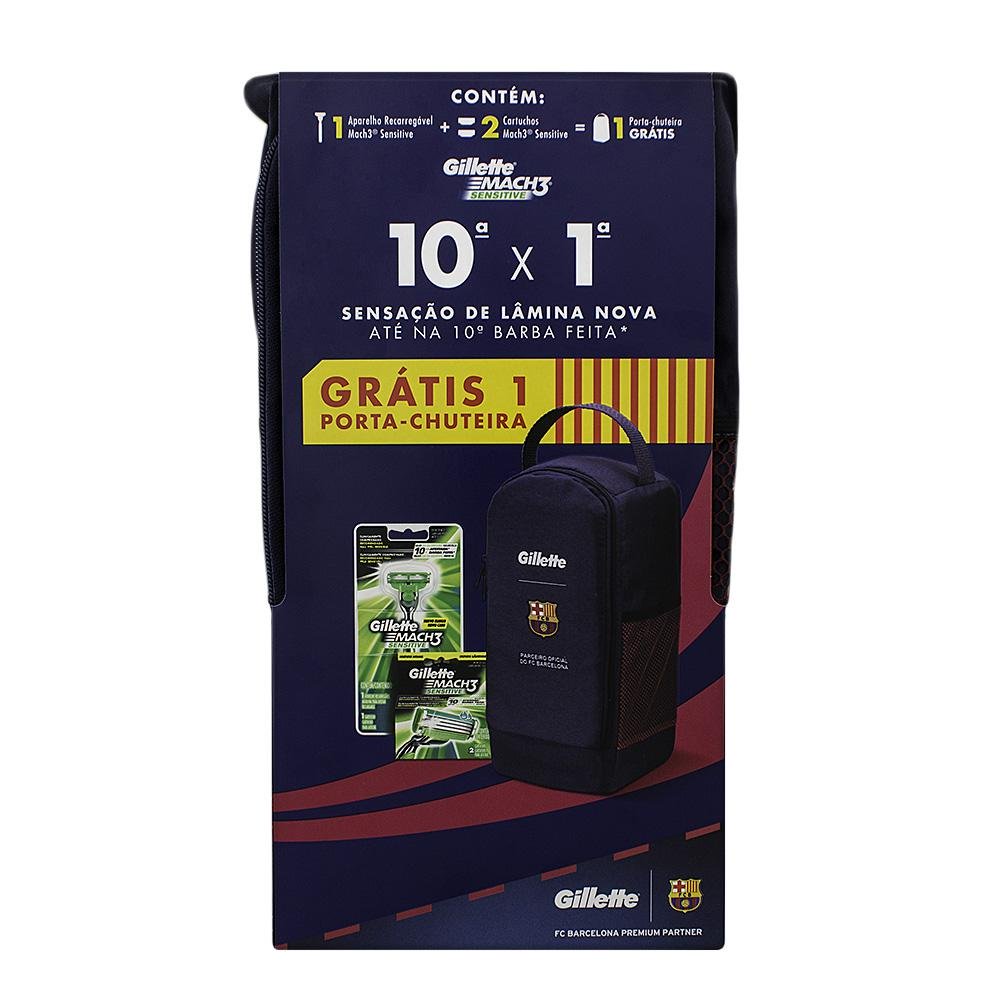 CONTÉM:
1 Aparelho Recarregável Mach3® Sensitive + 2 Cartuchos Mach3® Sensitive = 1 Porta-chuteira GRÁTIS
Gillette
MACH3
SENSITIVE
10ª x 1ª
SENSAÇÃO DE LÂMINA NOVA
ATÉ NA 10ª BARBA FEITA*
GRÁTIS 1
PORTA-CHUTEIRA
Gillette
FCB
PARCEIRO OFICIAL
DO FC BARCELONA
Gillette
MACH3
SENSITIVE
Gillette
MACH3
SENSITIVE
Gillette
FCB
FC BARCELONA PREMIUM PARTNER